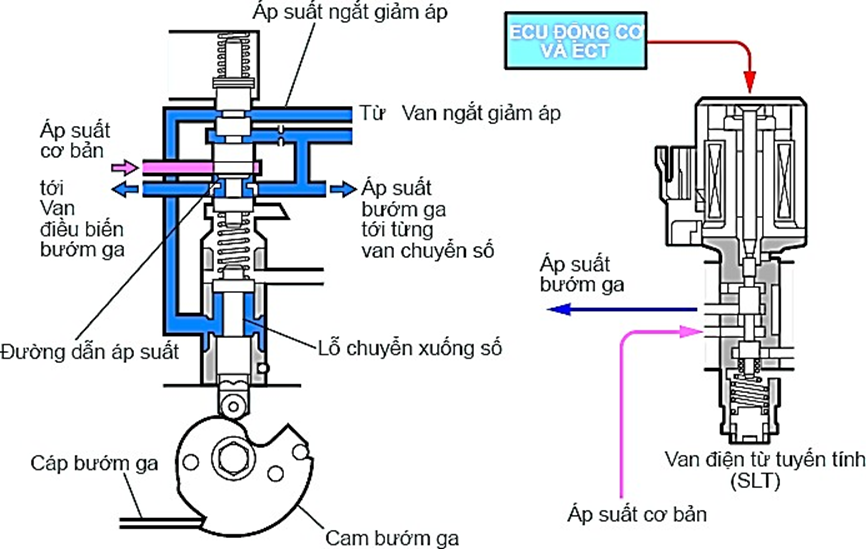 Áp suất ngắt giảm áp
Từ Van ngắt giảm áp
Áp suất
cơ bản
tới
Van
điều biến
bướm ga
Áp suất
bướm ga
tới từng
van chuyển số
Đường dẫn áp suất
Lỗ chuyển xuống số
Cáp bướm ga
Cam bướm ga
ECU ĐỘNG CƠ
VÀ ECT
Áp suất
bướm ga
Van điện từ tuyến tính
(SLT)
Áp suất cơ bản